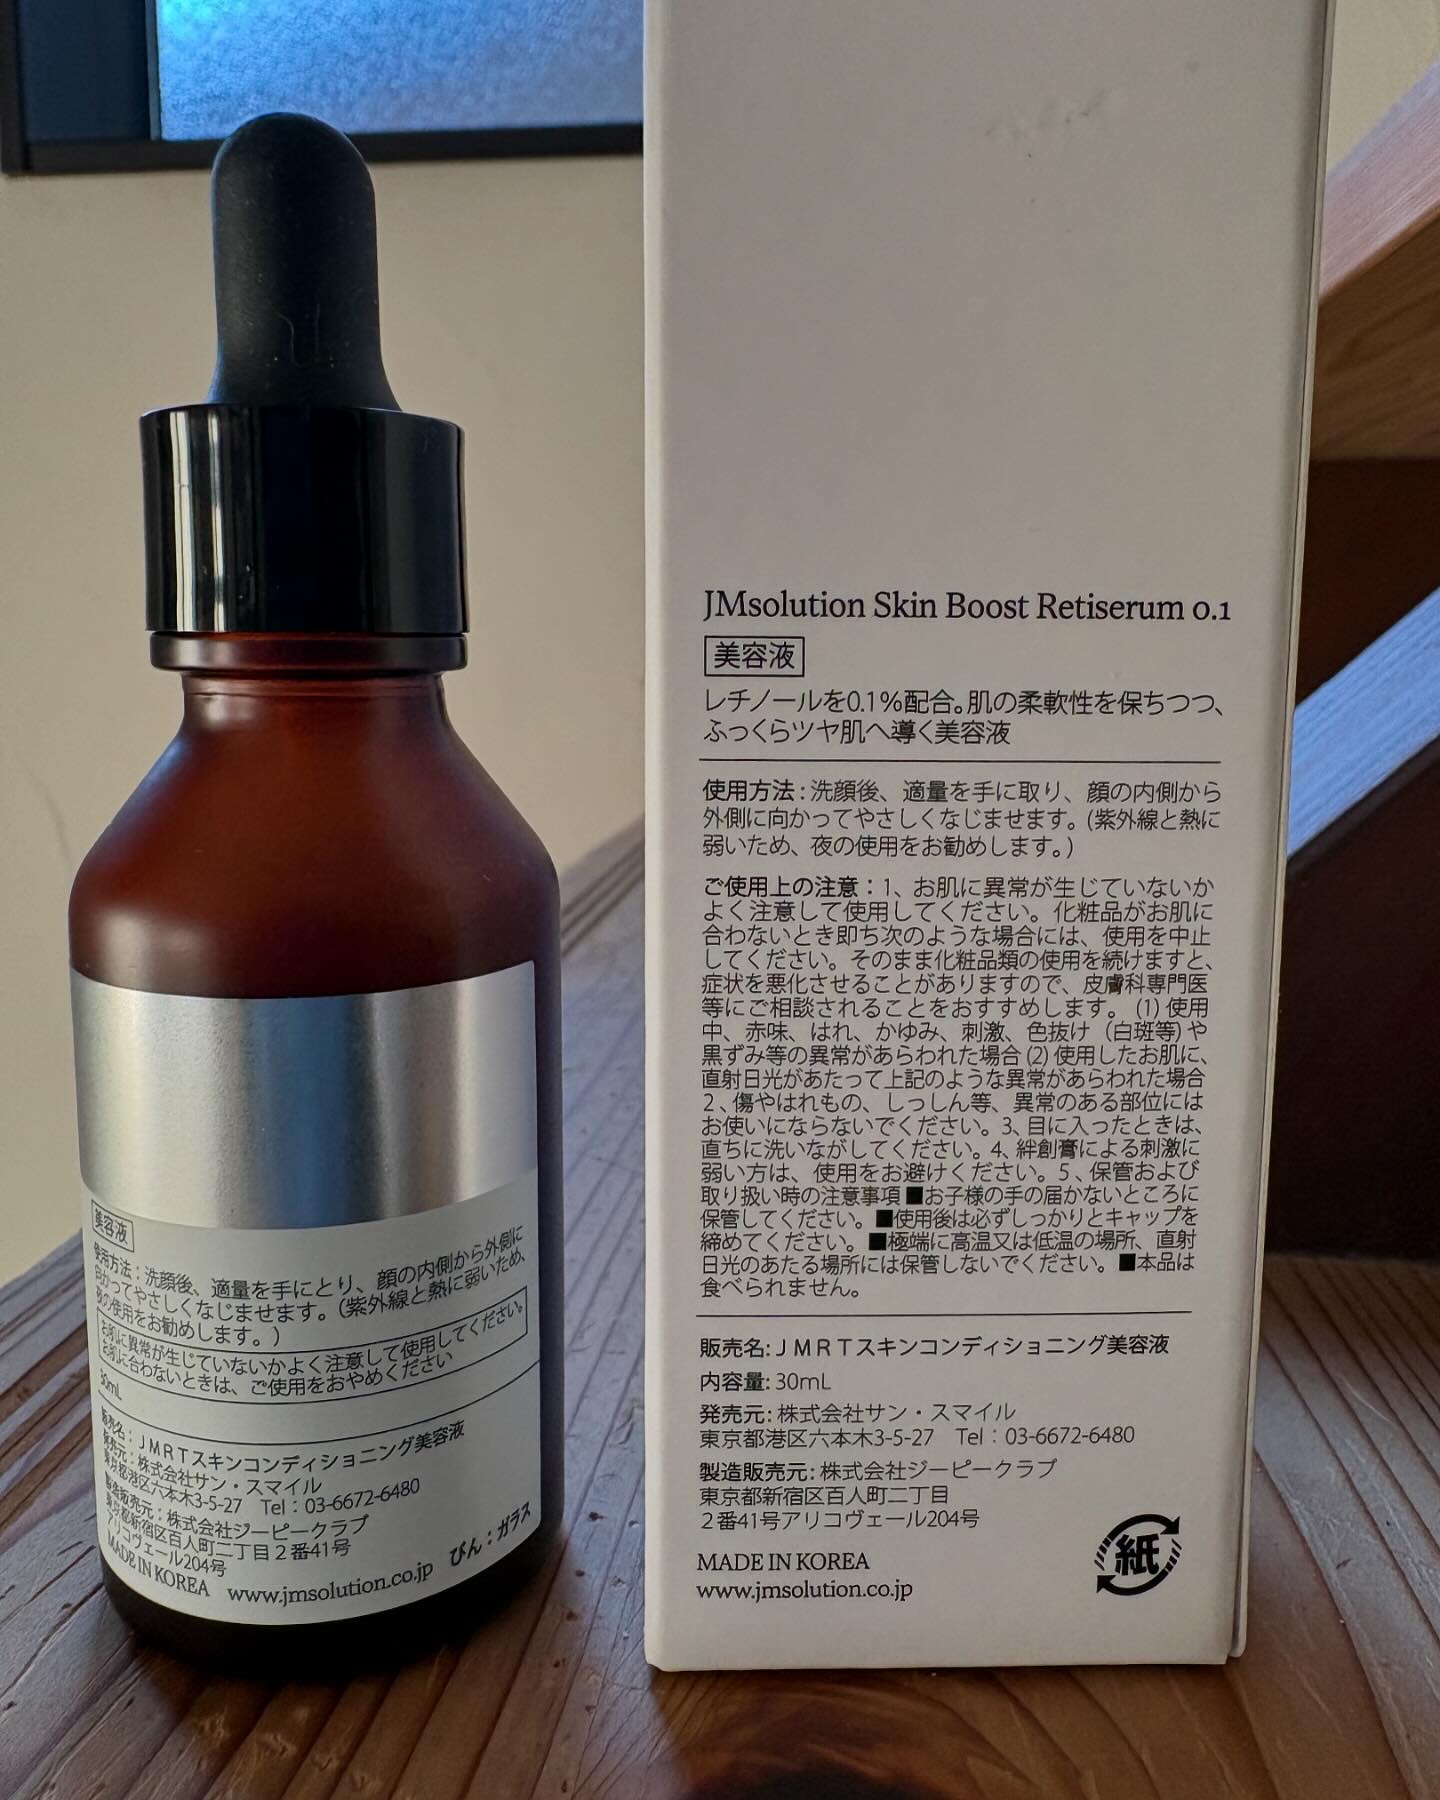 JMsolution Skin Boost Retiserum 0.1
美容液
レチノールを0.1%配合。肌の柔軟性を保ちつつ、
ふっくらツヤ肌へ導く美容液
使用方法:洗顔後、適量を手に取り、顔の内側から
外側に向かってやさしくなじませます。(紫外線と熱に
弱いため、夜の使用をお勧めします。)
ご使用上の注意:1、お肌に異常が生じていないか
よく注意して使用してください。化粧品がお肌に
合わないとき即ち次のような場合には、使用を中止
してください。そのまま化粧品類の使用を続けますと、
症状を悪化させることがありますので、皮膚科専門医
等にご相談されることをおすすめします。(1)使用
中、赤味、はれ、かゆみ、刺激、色抜け(白斑等)や
黒ずみ等の異常があらわれた場合(2)使用したお肌に、
直射日光があたって上記のような異常があらわれた場合
2、傷やはれもの、しっしん等、異常のある部位には
お使いにならないでください。3、目に入ったときは、
直ちに洗いながしてください。4、絆創膏による刺激に
弱い方は、使用をお避けください。5、保管および
取り扱い時の注意事項■お子様の手の届かないところに
保管してください。■使用後は必ずしっかりとキャップを
締めてください。■極端に高温又は低温の場所、直射
日光のあたる場所には保管しないでください。■本品は
食べられません。
販売名:JMRTスキンコンディショニング美容液
内容量:30mL
発売元:株式会社サン・スマイル
東京都港区六本木3-5-27 Tel:03-6672-6480
製造販売元:株式会社ジーピークラブ
東京都新宿区百人町二丁目
2番41号アリコヴェール204号
MADE IN KOREA
www.jmsolution.co.jp
紙
美容液
使用方法:洗顔後、適量を手にとり、顔の内側から外側に
向かってやさしくなじませます。(紫外線と熱に弱いため、
夜の使用をお勧めします。)
お肌に異常が生じていないかよく注意して使用してください。
お肌に合わないときは、ご使用をおやめください
30mL
販売名:JMRTスキンコンディショニング美容液
発売元:株式会社サン・スマイル
東京都港区六本木3-5-27 Tel:03-6672-6480
製造販売元:株式会社ジーピークラブ
東京都新宿区百人町二丁目2番41号
アリコヴェール204号
MADE IN KOREA www.jmsolution.co.jp びん:ガラス